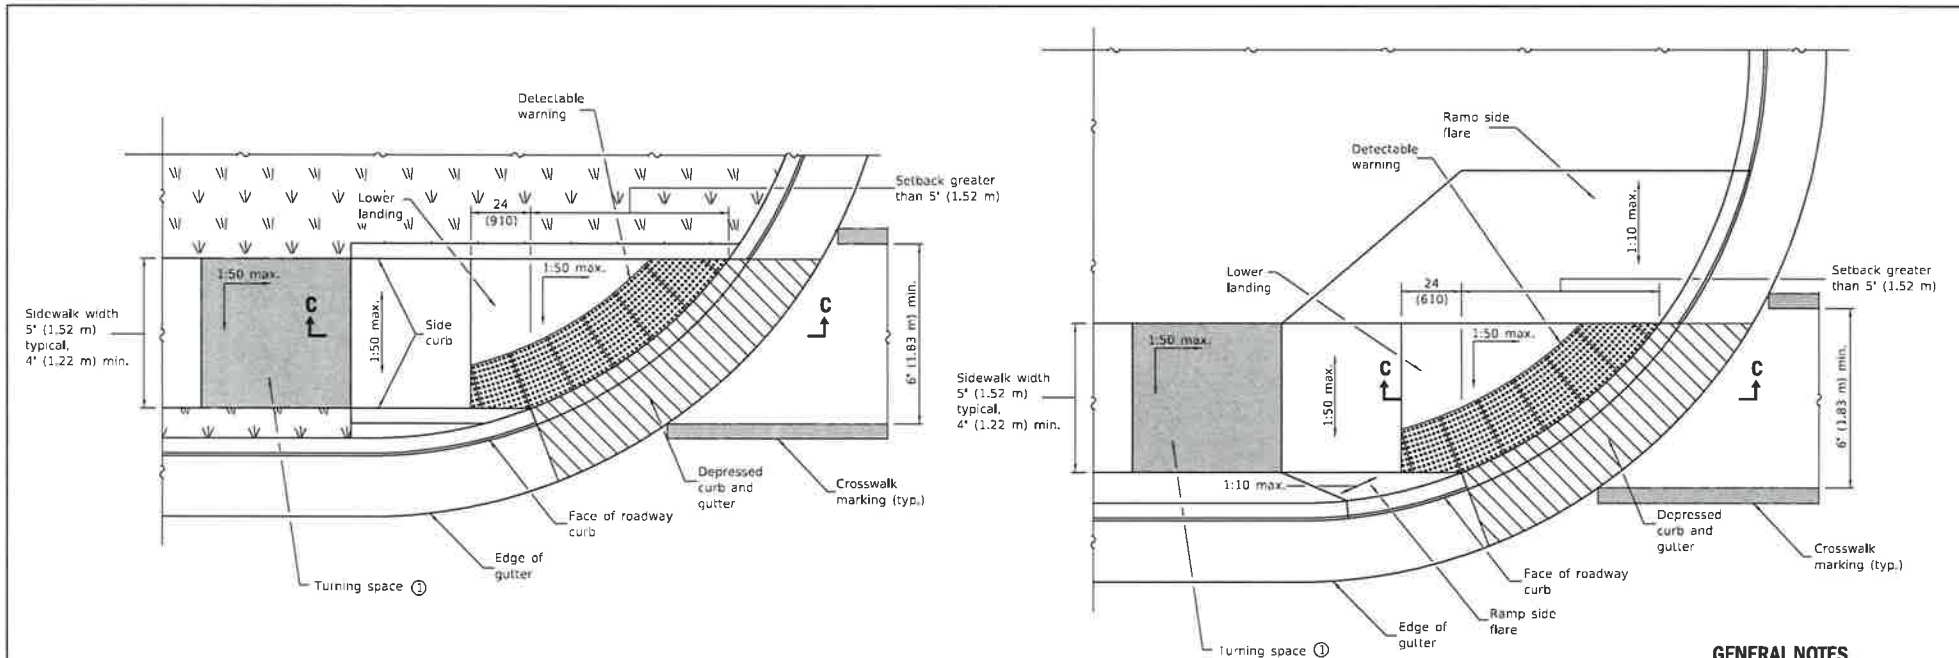 Detectable
warning
Setback greater
than 5' (1.52 m)
Lower
landing
24
(910)
1:50 max.
1:50 max.
C
C
Sidewalk width
5' (1.52 m)
typical,
4' (1.22 m) min.
1:50 max.
Side
curb
6' (1.83 m) min.
Depressed
curb and
gutter
Crosswalk
marking (typ.)
Face of roadway
curb
Edge of
gutter
Turning space ①
Ramp side
flare
Detectable
warning
1:10 max.
Lower
landing
Setback greater
than 5' (1.52 m)
24
(610)
1:50 max.
1:50 max.
C
C
Sidewalk width
5' (1.52 m)
typical,
4' (1.22 m) min.
1:50 max.
6' (1.83 m) min.
1:10 max.
Depressed
curb and
gutter
Crosswalk
marking (typ.)
Face of roadway
curb
Ramp side
flare
Edge of
gutter
Turning space ①
GENERAL NOTES